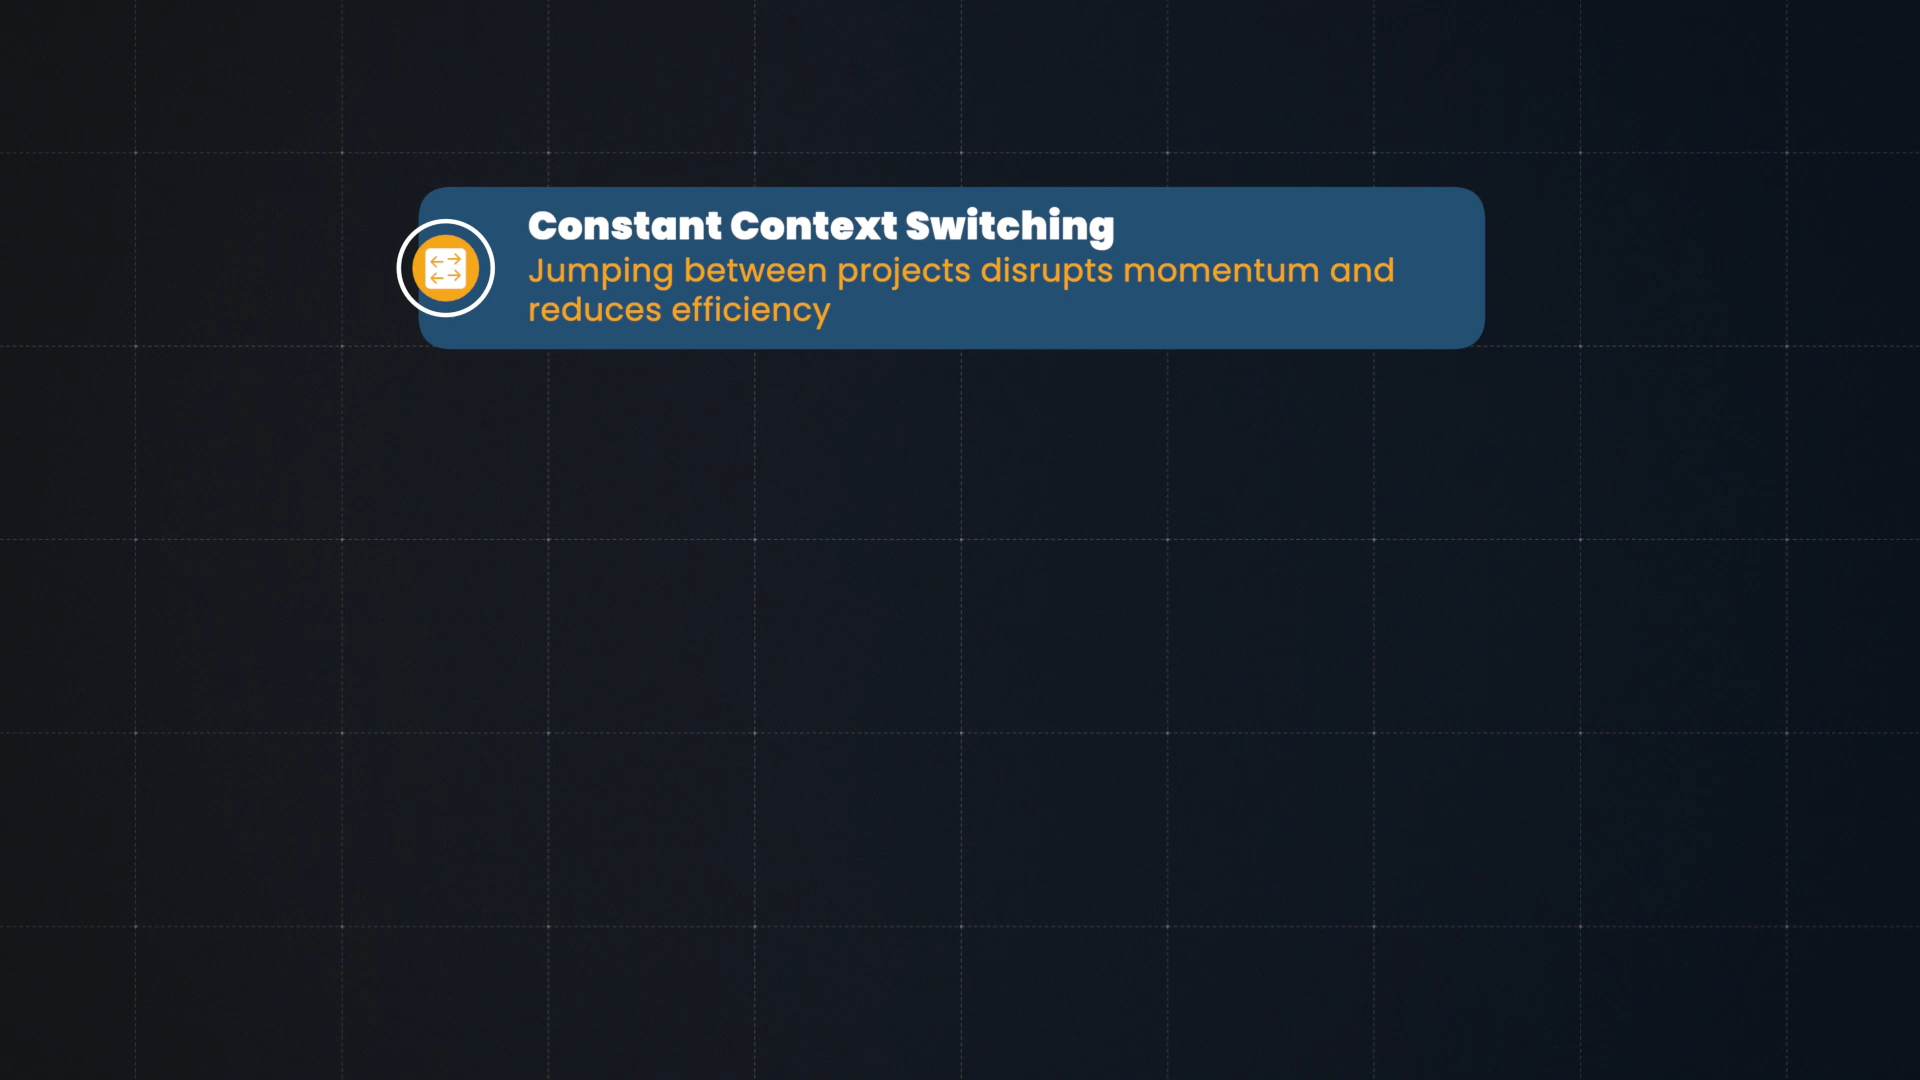 Constant Context Switching
Jumping between projects disrupts momentum and
reduces efficiency